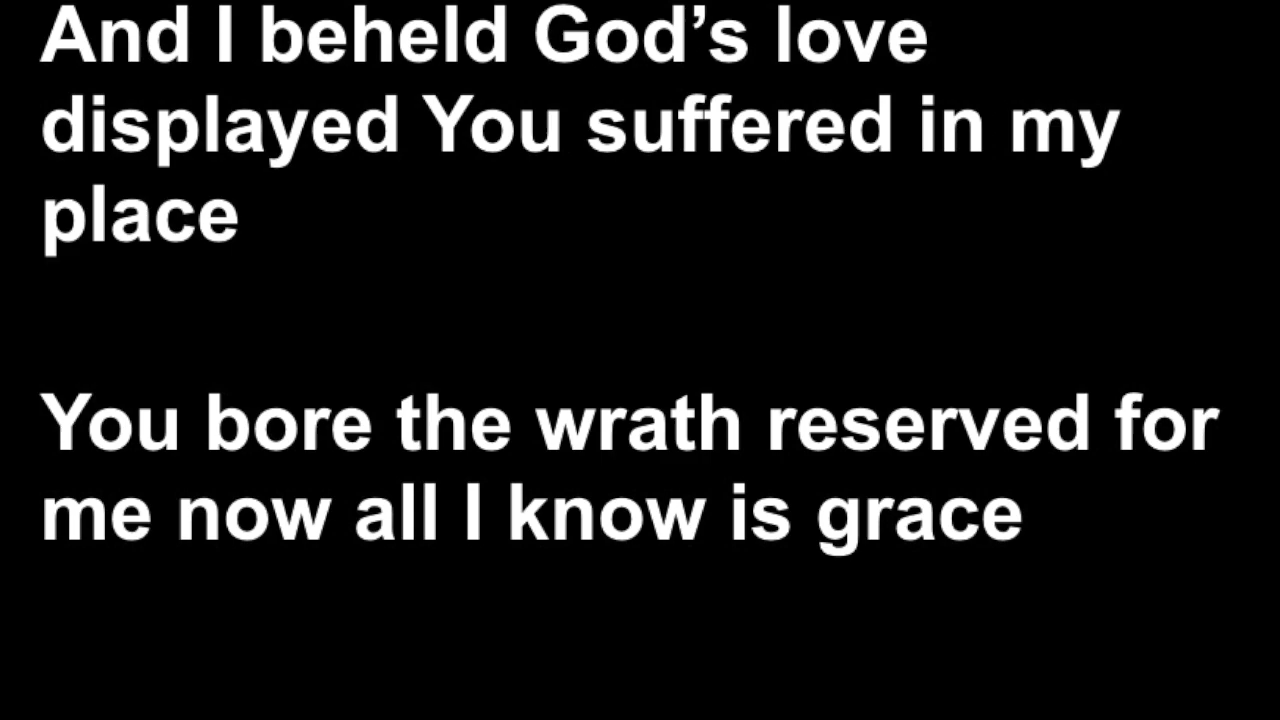 And I beheld God’s love
displayed You suffered in my
place
You bore the wrath reserved for
me now all I know is grace